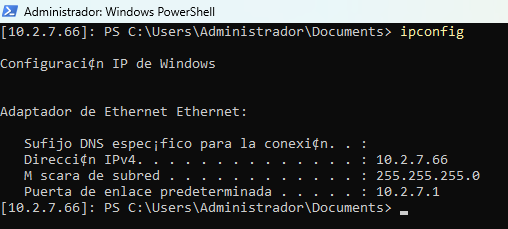 Administrador: Windows PowerShell
[10.2.7.66]: PS C:\Users\Administrador\Documents> ipconfig
Configuraci¢n IP de Windows
Adaptador de Ethernet Ethernet:
Sufijo DNS espec¡fico para la conexi¢n. . :
Direcci¢n IPv4. . . . . . . . . . . . . . : 10.2.7.66
M scara de subred . . . . . . . . . . . . : 255.255.255.0
Puerta de enlace predeterminada . . . . . : 10.2.7.1
[10.2.7.66]: PS C:\Users\Administrador\Documents>